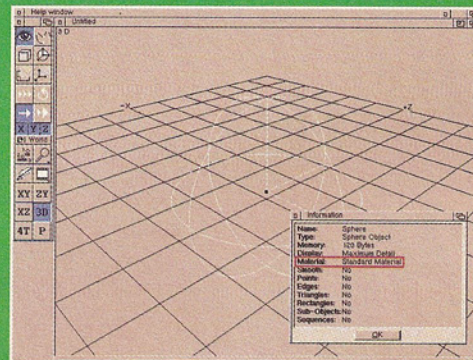 Help window
Untitled
3D
-X
+Z
X Y Z
World
XY ZY
XZ 3D
4T P
Information
Name: Sphere
Type: Sphere Object
Memory: 120 Bytes
Display: Maximum Detail
Material: Standard Material
Smooth: No
Points: No
Edges: No
Triangles: No
Rectangles: No
Sub-Objects: No
Sequences: No
OK